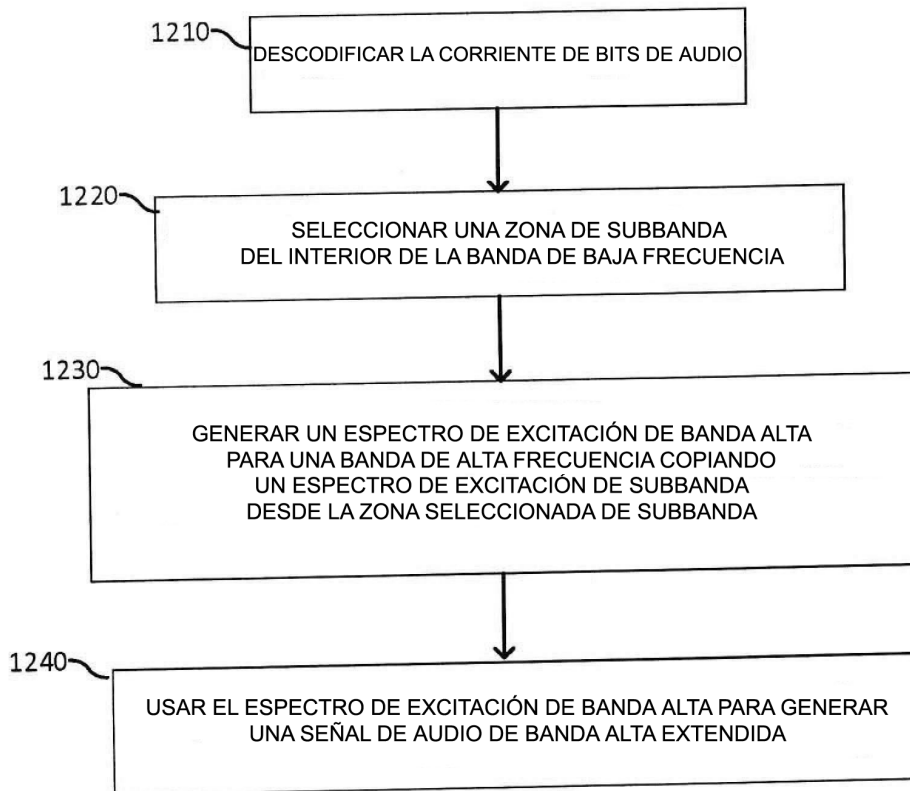 1210
DESCODIFICAR LA CORRIENTE DE BITS DE AUDIO
1220
SELECCIONAR UNA ZONA DE SUBBANDA
DEL INTERIOR DE LA BANDA DE BAJA FRECUENCIA
1230
GENERAR UN ESPECTRO DE EXCITACIÓN DE BANDA ALTA
PARA UNA BANDA DE ALTA FRECUENCIA COPIANDO
UN ESPECTRO DE EXCITACIÓN DE SUBBANDA
DESDE LA ZONA SELECCIONADA DE SUBBANDA
1240
USAR EL ESPECTRO DE EXCITACIÓN DE BANDA ALTA PARA GENERAR
UNA SEÑAL DE AUDIO DE BANDA ALTA EXTENDIDA